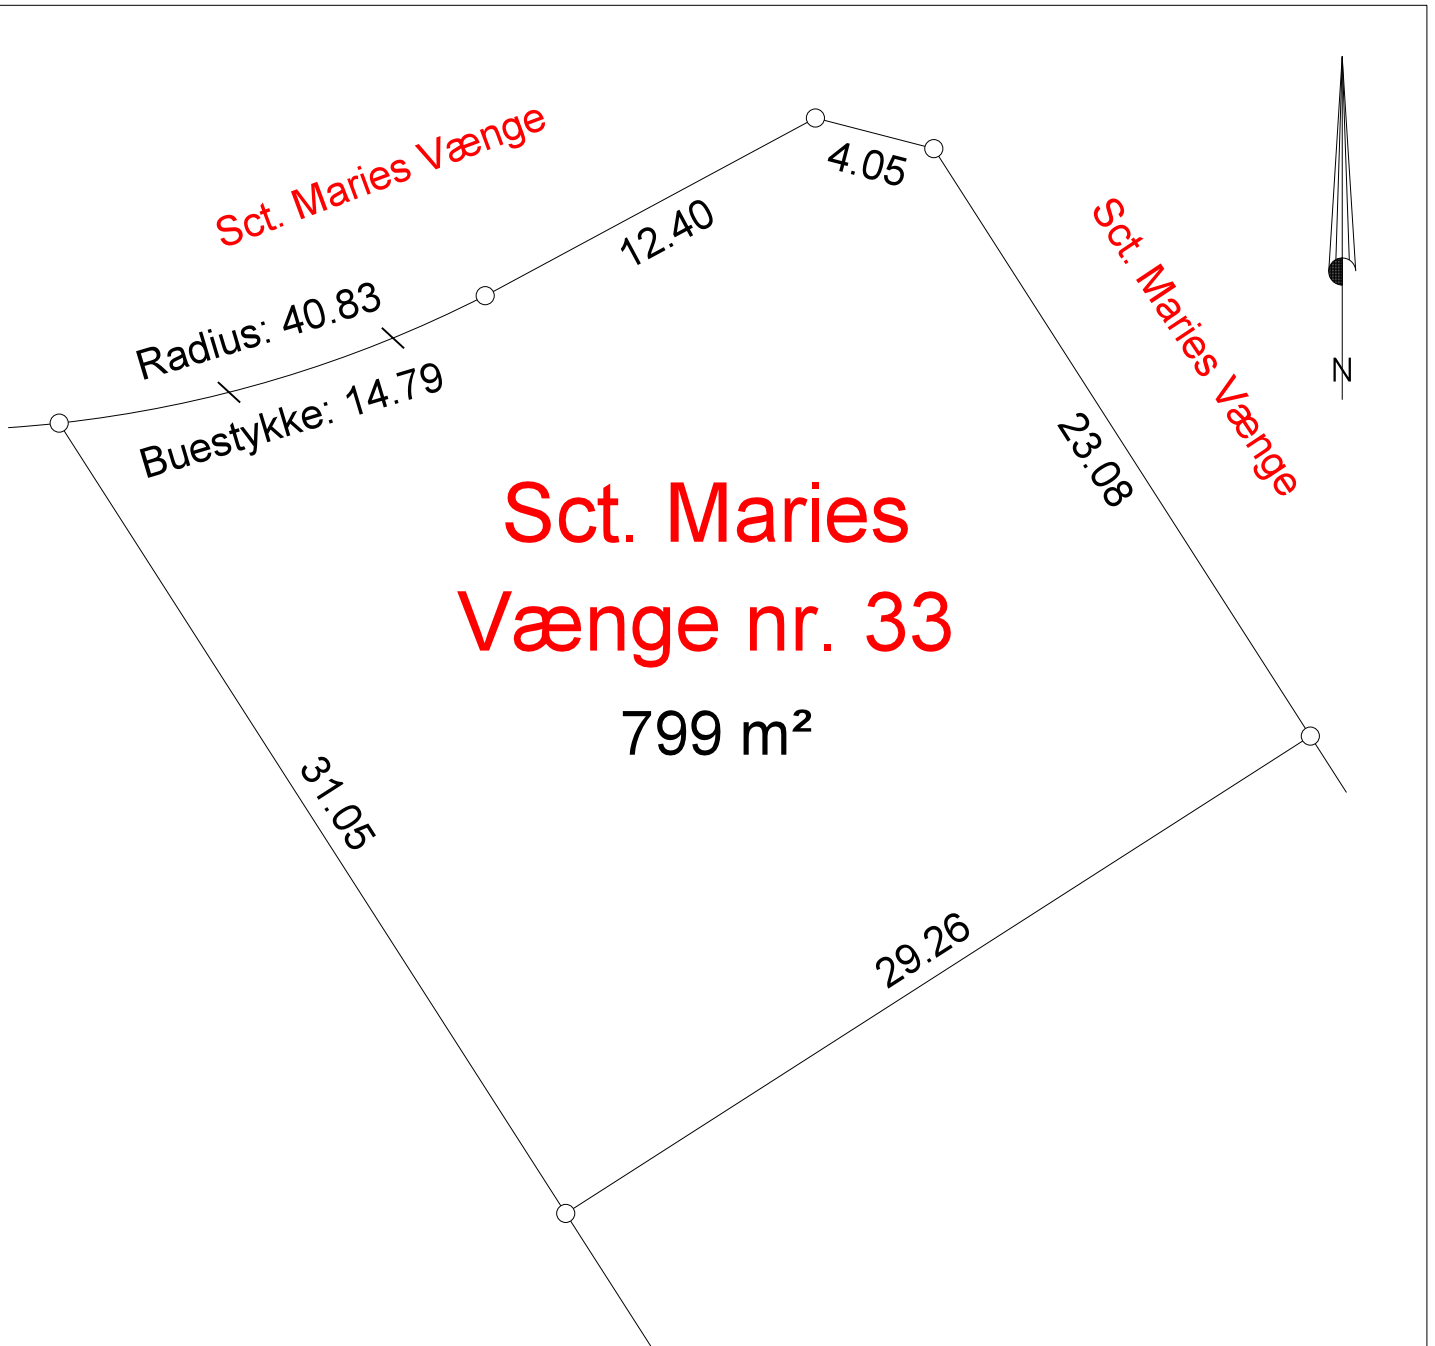 Sct. Maries Vænge
4.05
12.40
Sct. Maries Vænge
Radius: 40.83
Buestykke: 14.79
N
23.08
Sct. Maries
Vænge nr. 33
799 m²
31.05
29.26